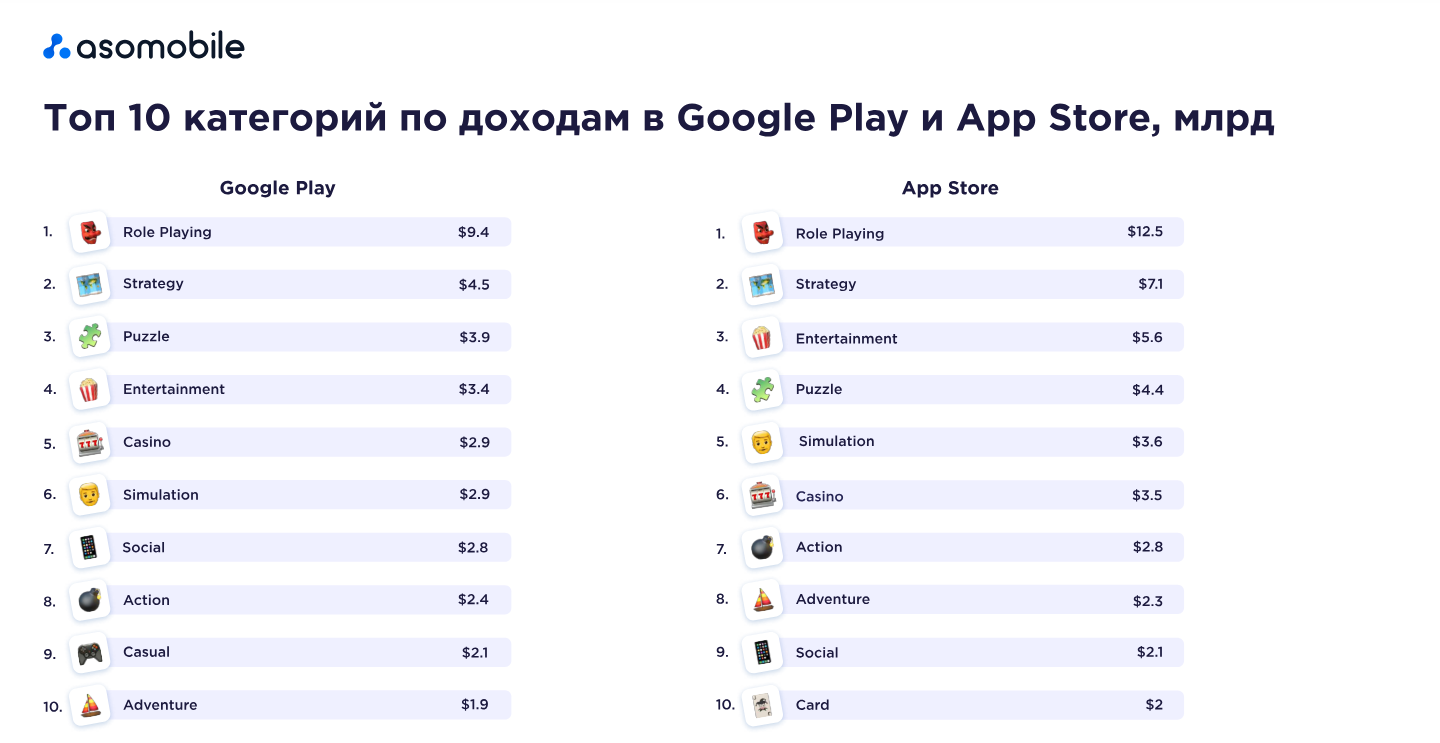 asomobile
Топ 10 категорий по доходам в Google Play и App Store, млрд
Google Play
1. Role Playing $9.4
2. Strategy $4.5
3. Puzzle $3.9
4. Entertainment $3.4
5. Casino $2.9
6. Simulation $2.9
7. Social $2.8
8. Action $2.4
9. Casual $2.1
10. Adventure $1.9
App Store
1. Role Playing $12.5
2. Strategy $7.1
3. Entertainment $5.6
4. Puzzle $4.4
5. Simulation $3.6
6. Casino $3.5
7. Action $2.8
8. Adventure $2.3
9. Social $2.1
10. Card $2